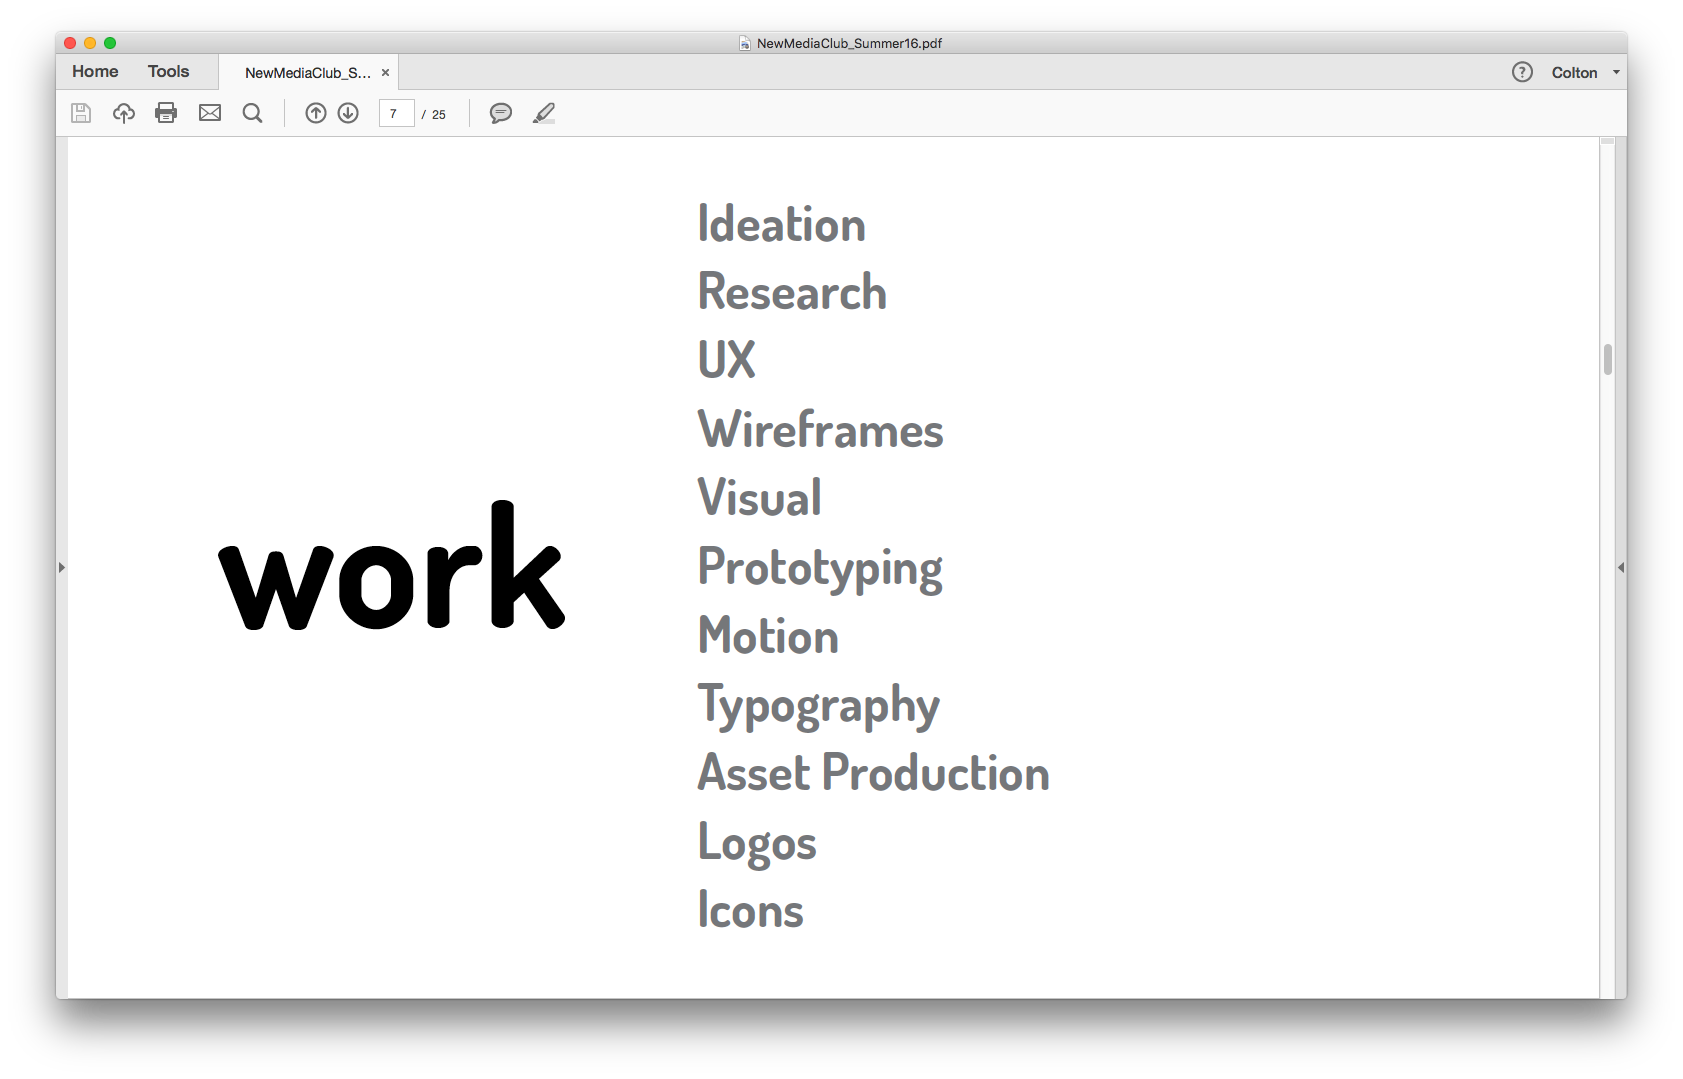 NewMediaClub_Summer16.pdf
Home Tools NewMediaClub_S... × ? Colton
7 / 25
Ideation
Research
UX
Wireframes
Visual
work
Prototyping
Motion
Typography
Asset Production
Logos
Icons